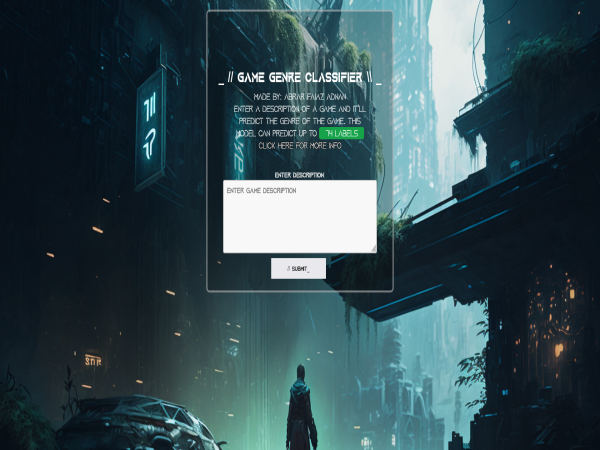 _ // GAME GENRE CLASSIFIER \\ _
MADE BY: ABRAR FAIAZ ADNAN
ENTER A DESCRIPTION OF A GAME AND IT'LL
PREDICT THE GENRE OF THE GAME. THIS
MODEL CAN PREDICT UP TO 74 LABELS
CLICK HERE FOR MORE INFO
ENTER DESCRIPTION
ENTER GAME DESCRIPTION
// SUBMIT_